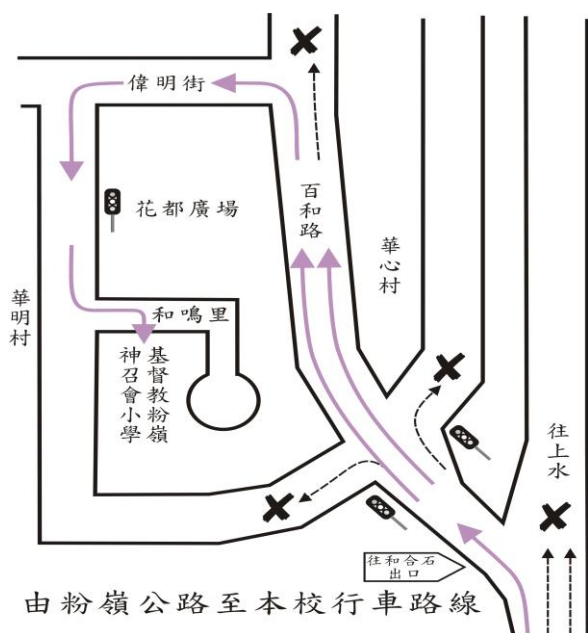 偉明街
花都廣場
百和路
華心村
華明村
和鳴里
基督教粉嶺
神召會小學
往上水
往和合石
出口
由粉嶺公路至本校行車路線